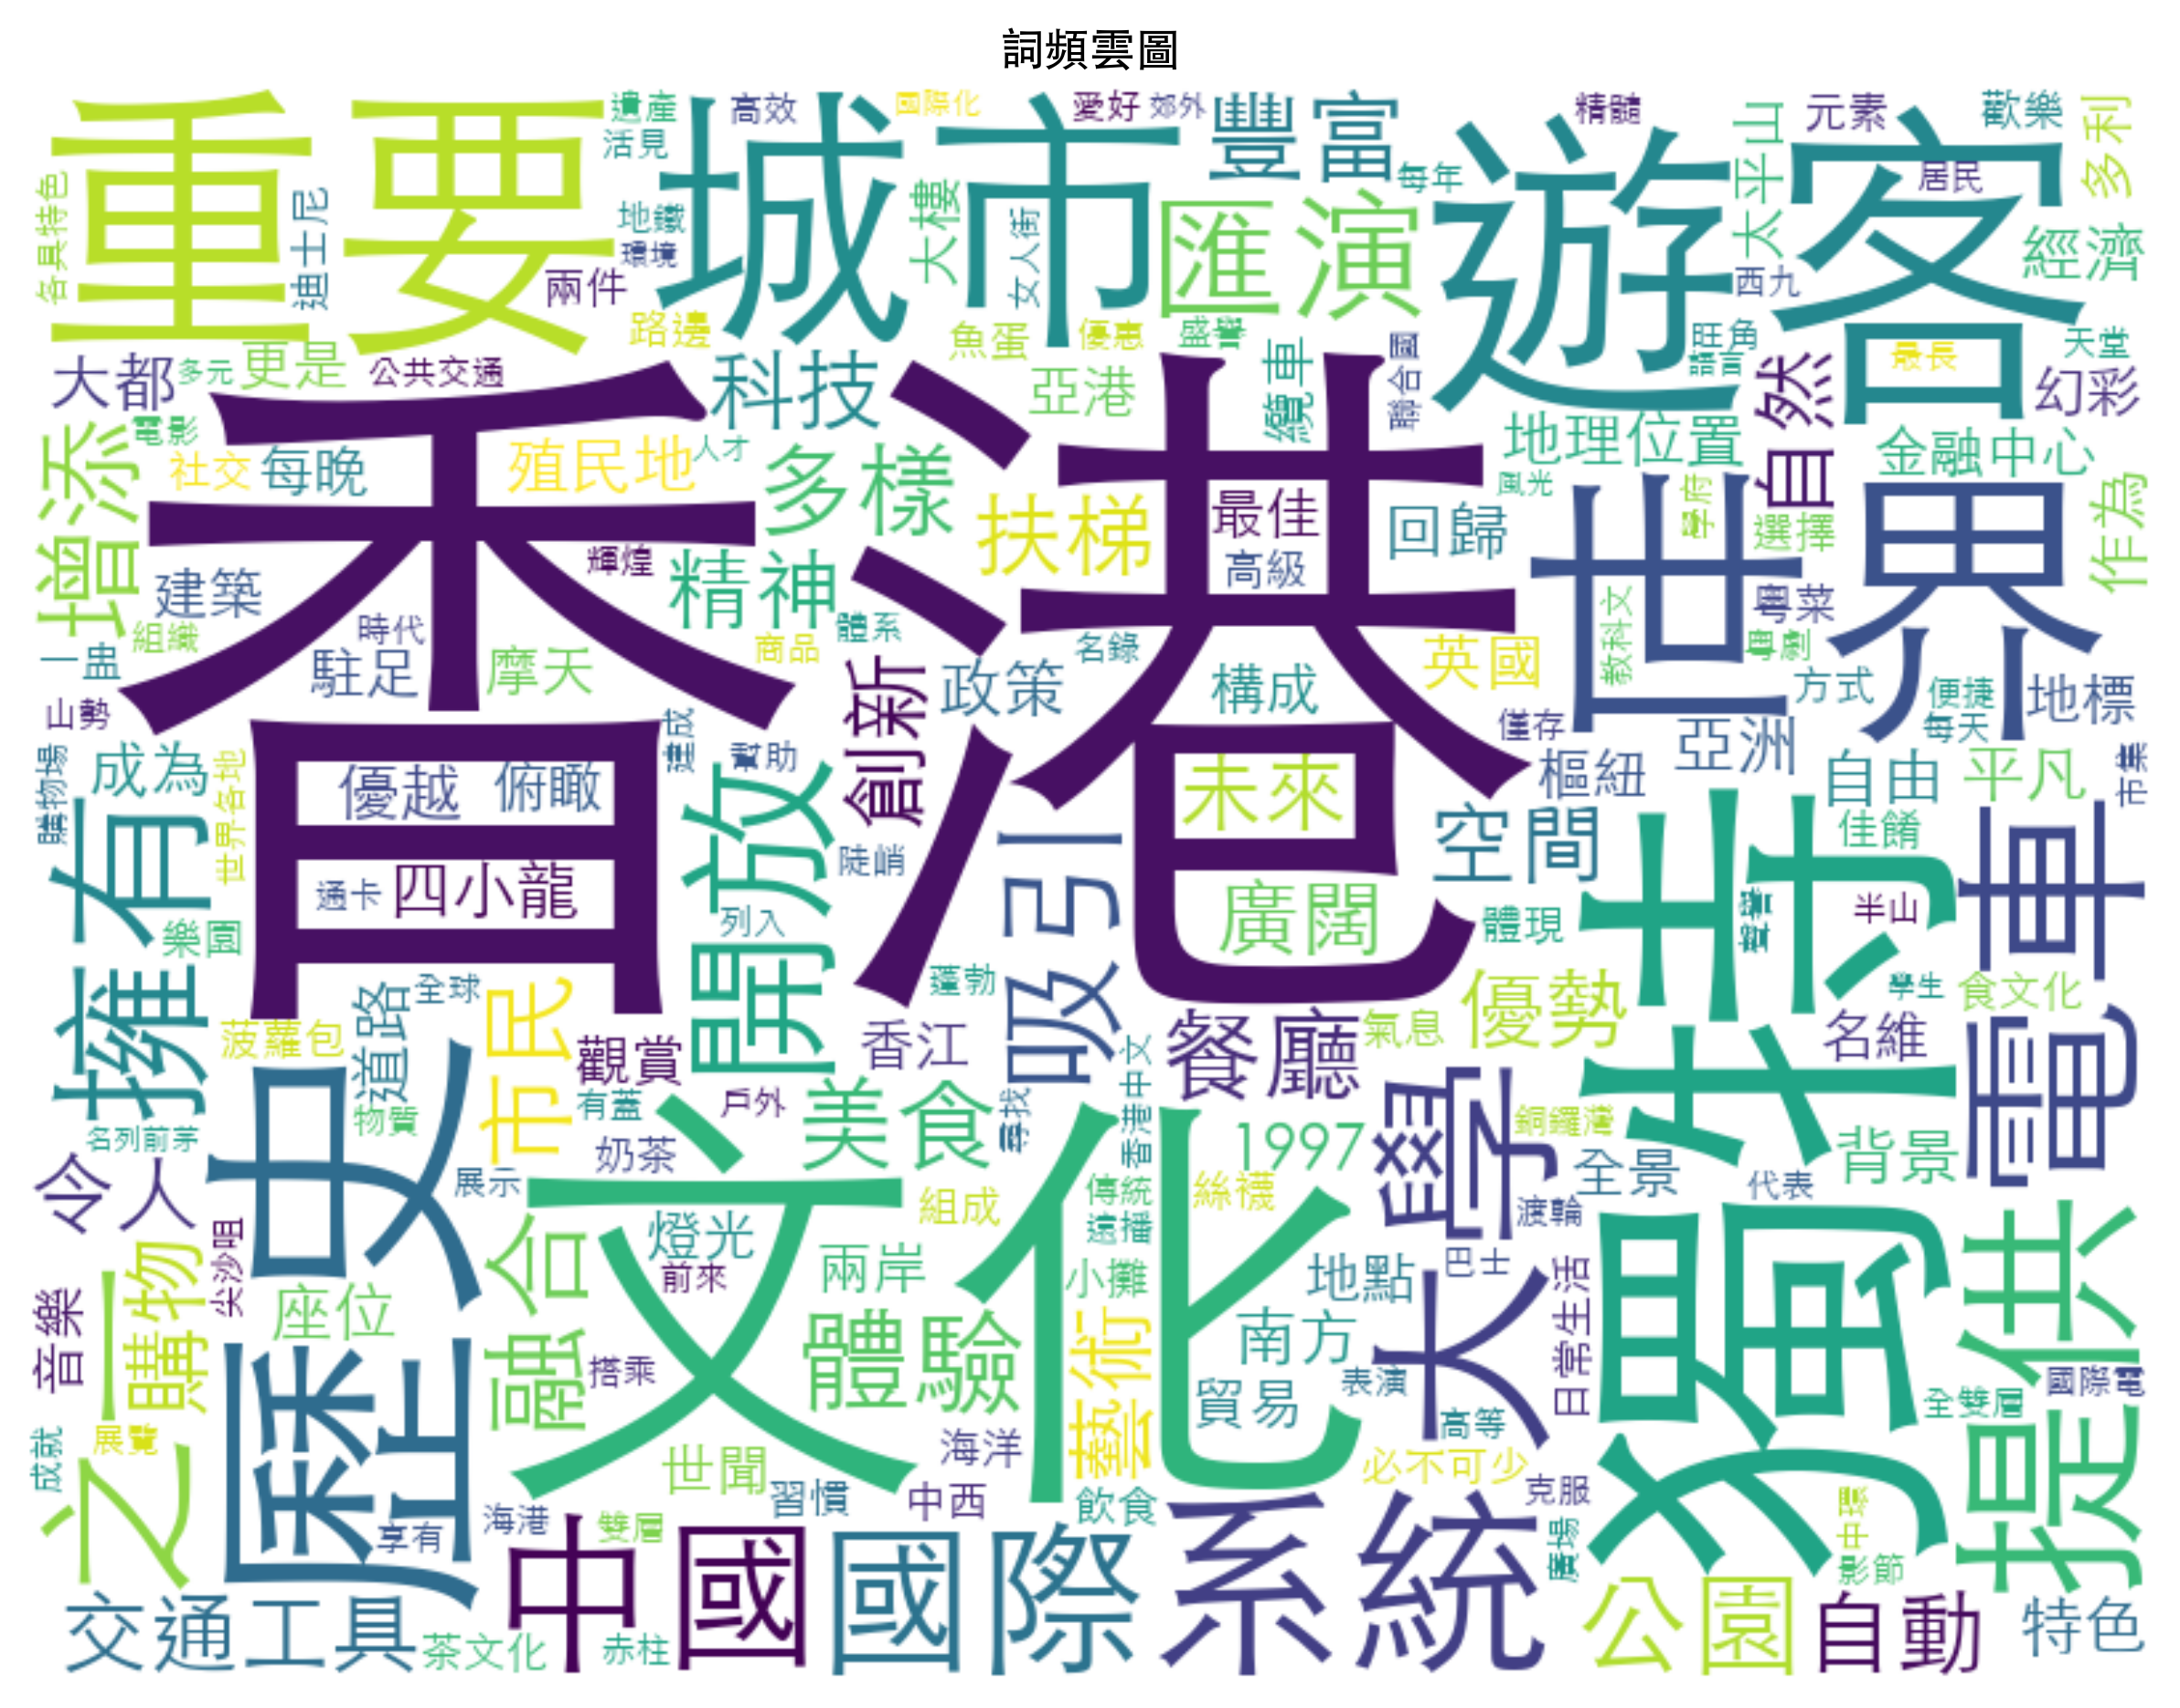 詞頻雲圖
重要
城市
遊客
遺產
高效
國際化
愛好
郊外
豐富
精髓
太平山
元素
歡樂
多利
活見
各具特色
迪士尼
地鐵
環境
大樓
女人街
匯演
每年
居民
經濟
兩件
路邊
魚蛋
優惠
盛譽
西九
旺角
語言
最長
天堂
大都
多元
更是
公共交通
香港
科技
亞港
纜車
聯合國
自然
幻彩
增添
電影
社交
每晚
殖民地
人才
多樣
扶梯
最佳
高級
回歸
地理位置
風光
學府
選擇
金融中心
作為
世界
建築
輝煌
精神
時代
組織
一盅
駐足
摩天
商品
體系
名錄
政策
構成
英國
教科文
粵菜
粵劇
方式
便捷
每天
地標
山勢
建成
幫助
創新
未來
僅存
樞紐
亞洲
自由
平凡
市集
購物場
成為
世界各地
優越
俯瞰
開放
陡峭
吸引
空間
獨特
佳餚
電車
擁有
通卡
四小龍
列入
廣闊
體現
半山
樂園
全球
蓬勃
優勢
學生
食文化
菠蘿包
道路
市民
觀賞
香江
餐廳
氣息
名維
歷史
物質
有蓋
戶外
美食
尋找
香港中文
1997
大學
銅鑼灣
背景
名列前茅
令人
展示
奶茶
文化
組成
傳統
遠播
絲襪
全景
代表
渡輪
提供
尖沙咀
購物
融合
燈光
前來
兩岸
小攤
地點
巴士
日常生活
音樂
之一
座位
搭乘
體驗
藝術
南方
貿易
表演
高等
全雙層
國際電
成就
展覽
世聞
海洋
必不可少
克服
中環
影節
享有
海港
雙層
習慣
中西
飲食
廣場
交通工具
茶文化
赤柱
中國
國際
系統
公園
自動
特色